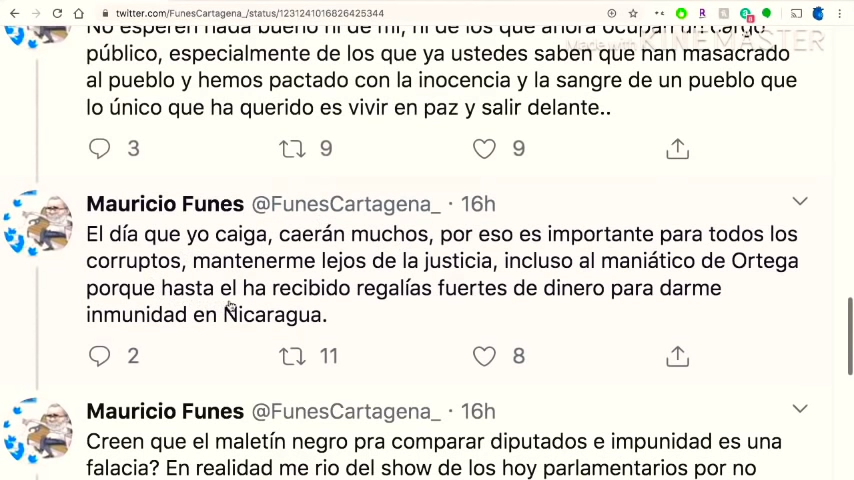 twitter.com/FunesCartagena_/status/1231241016826425344
No esperen nada bueno ni de mi, ni de los que ahora ocupan un cargo
Made with KINEMASTER
público, especialmente de los que ya ustedes saben que han masacrado
al pueblo y hemos pactado con la inocencia y la sangre de un pueblo que
lo único que ha querido es vivir en paz y salir delante..
3 9 9
Mauricio Funes @FunesCartagena_ · 16h
El día que yo caiga, caerán muchos, por eso es importante para todos los
corruptos, mantenerme lejos de la justicia, incluso al maniático de Ortega
porque hasta el ha recibido regalías fuertes de dinero para darme
inmunidad en Nicaragua.
2 11 8
Mauricio Funes @FunesCartagena_ · 16h
Creen que el maletín negro pra comparar diputados e impunidad es una
falacia? En realidad me rio del show de los hoy parlamentarios por no